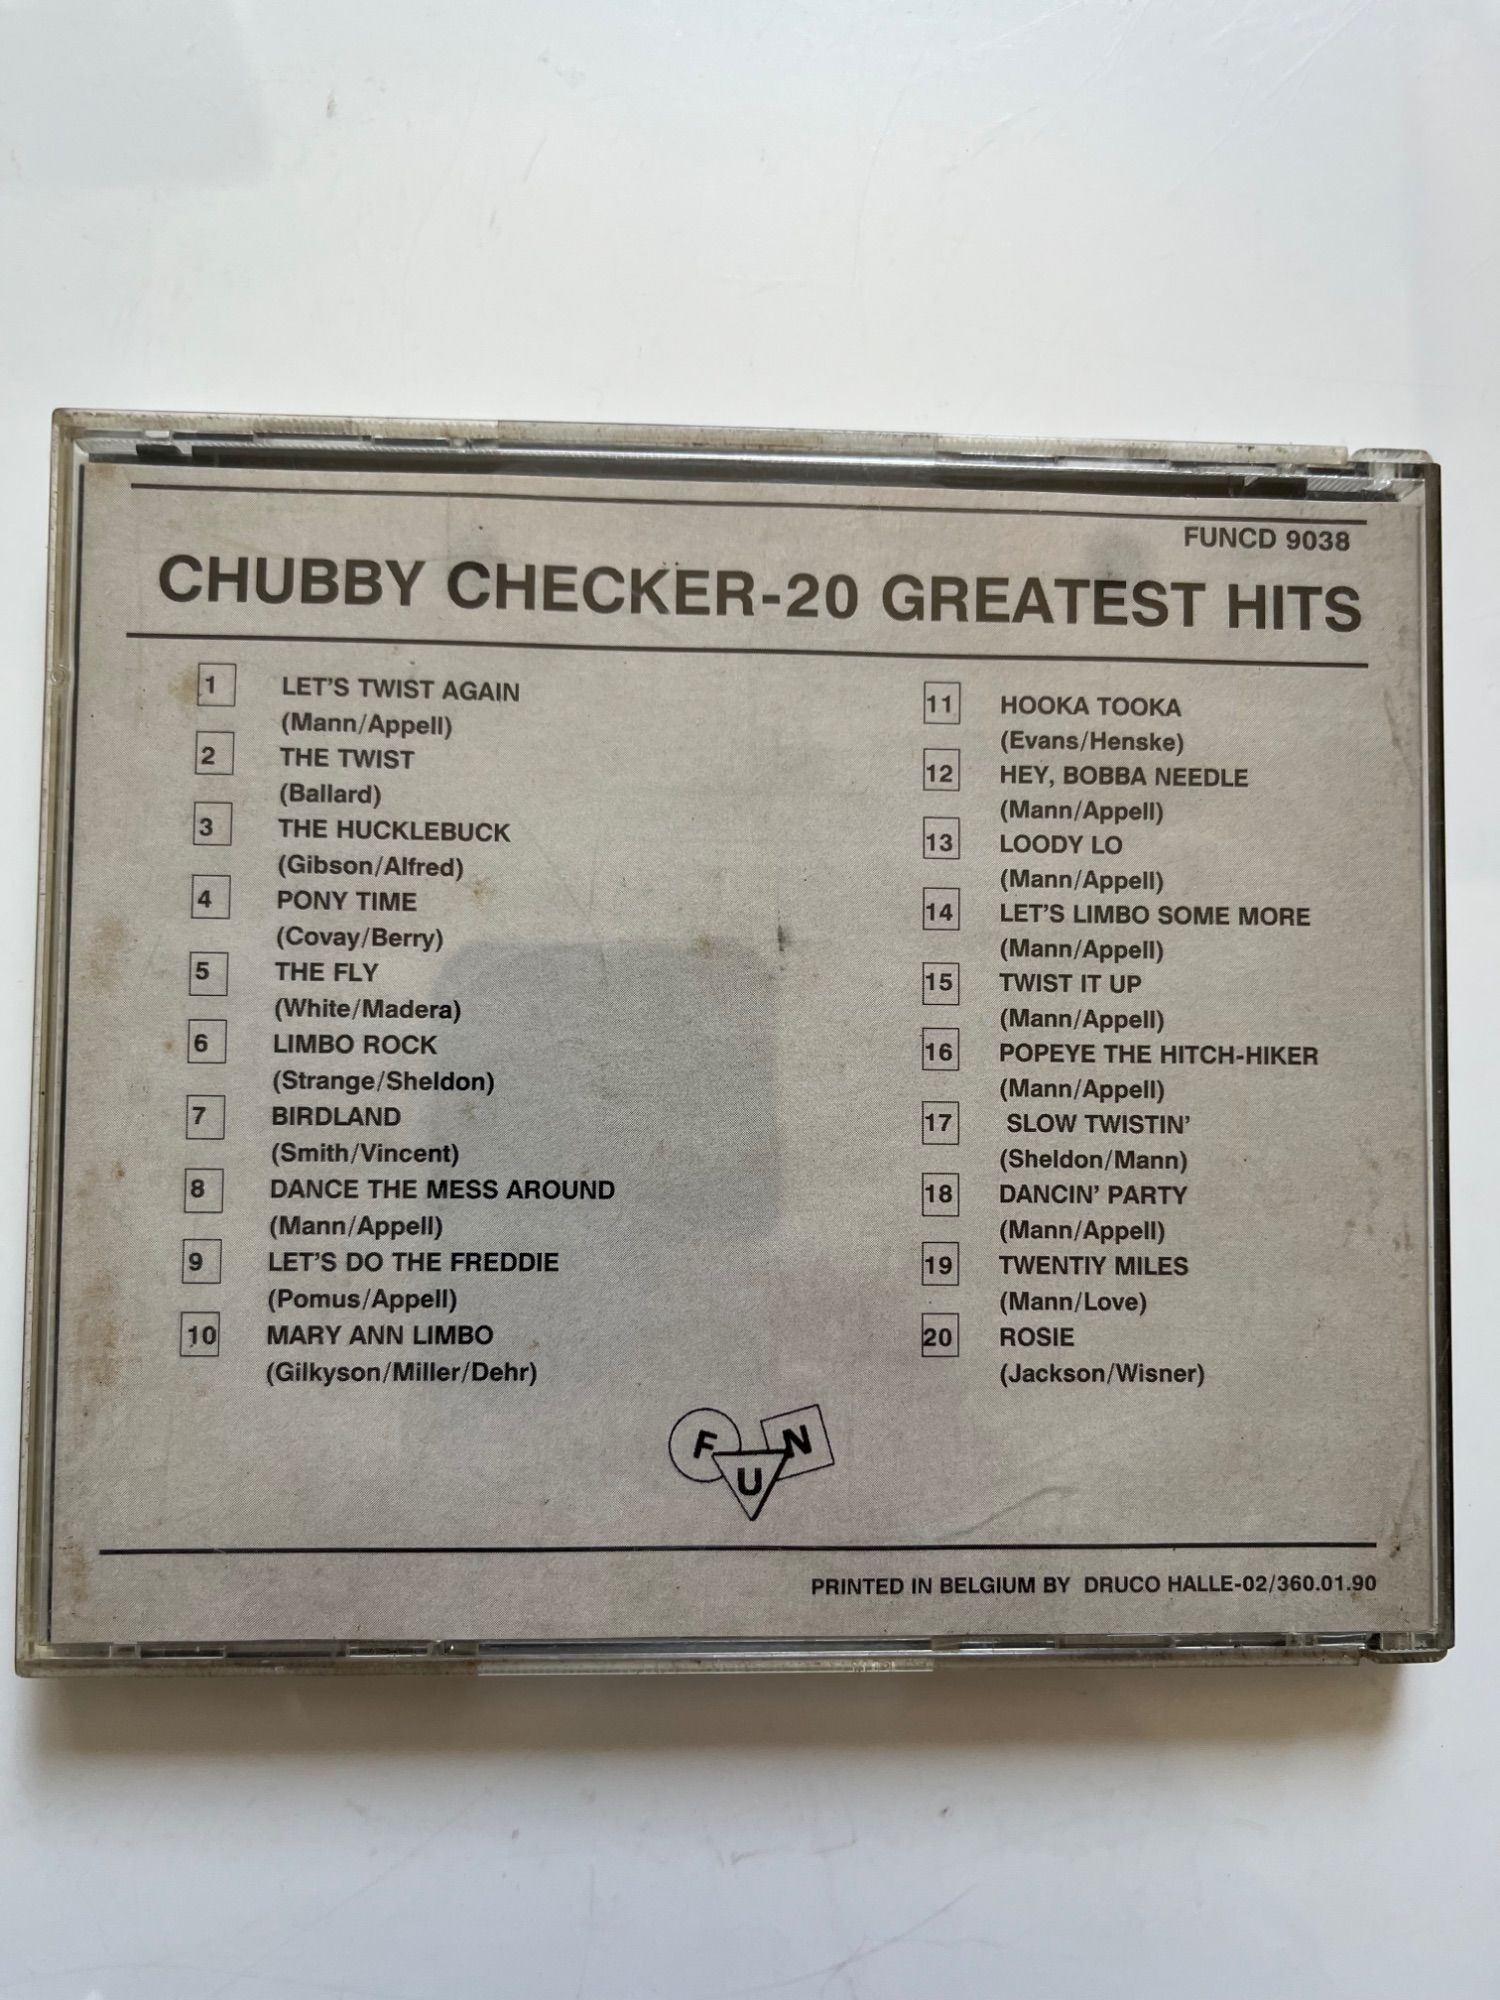 FUNCD 9038
CHUBBY CHECKER-20 GREATEST HITS
1 LET'S TWIST AGAIN
(Mann/Appell)
2 THE TWIST
(Ballard)
3 THE HUCKLEBUCK
(Gibson/Alfred)
4 PONY TIME
(Covay/Berry)
5 THE FLY
(White/Madera)
6 LIMBO ROCK
(Strange/Sheldon)
7 BIRDLAND
(Smith/Vincent)
8 DANCE THE MESS AROUND
(Mann/Appell)
9 LET'S DO THE FREDDIE
(Pomus/Appell)
10 MARY ANN LIMBO
(Gilkyson/Miller/Dehr)
11 HOOKA TOOKA
(Evans/Henske)
12 HEY, BOBBA NEEDLE
(Mann/Appell)
13 LOODY LO
(Mann/Appell)
14 LET'S LIMBO SOME MORE
(Mann/Appell)
15 TWIST IT UP
(Mann/Appell)
16 POPEYE THE HITCH-HIKER
(Mann/Appell)
17 SLOW TWISTIN'
(Sheldon/Mann)
18 DANCIN' PARTY
(Mann/Appell)
19 TWENTIY MILES
(Mann/Love)
20 ROSIE
(Jackson/Wisner)
FUN
PRINTED IN BELGIUM BY DRUCO HALLE-02/360.01.90